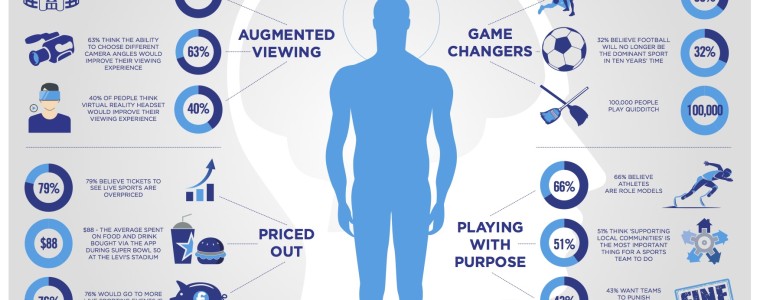 AUGMENTED
VIEWING
63% THINK THE ABILITY
TO CHOOSE DIFFERENT
CAMERA ANGLES WOULD
IMPROVE THEIR VIEWING
EXPERIENCE
63%
40% OF PEOPLE THINK
VIRTUAL REALITY HEADSET
WOULD IMPROVE THEIR
VIEWING EXPERIENCE
40%
GAME
CHANGERS
32% BELIEVE FOOTBALL
WILL NO LONGER BE
THE DOMINANT SPORT
IN TEN YEARS' TIME
32%
100,000 PEOPLE
PLAY QUIDDITCH
100,000
79%
79% BELIEVE TICKETS TO
SEE LIVE SPORTS ARE
OVERPRICED
$88
$88 - THE AVERAGE SPENT
ON FOOD AND DRINK
BOUGHT VIA THE APP
DURING SUPER BOWL 50
AT THE LEVI'S STADIUM
PRICED
OUT
76% WOULD GO TO MORE
66%
66% BELIEVE
ATHLETES
ARE ROLE MODELS
PLAYING
WITH
PURPOSE
51%
51% THINK 'SUPPORTING
LOCAL COMMUNITIES' IS
THE MOST IMPORTANT
THING FOR A SPORTS
TEAM TO DO
43% WANT TEAMS
TO PUNISH
FINE